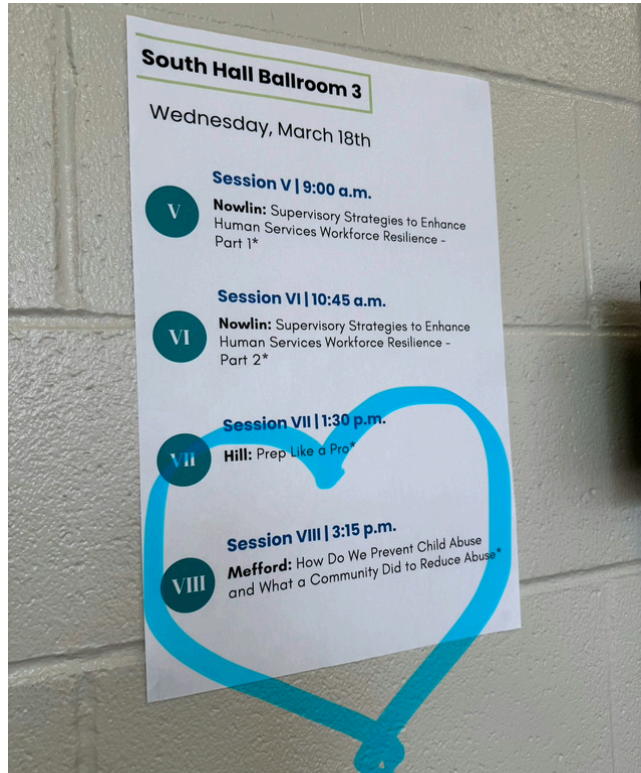 South Hall Ballroom 3
Wednesday, March 18th
Session V | 9:00 a.m.
V
Nowlin: Supervisory Strategies to Enhance
Human Services Workforce Resilience -
Part 1*
Session VI | 10:45 a.m.
VI
Nowlin: Supervisory Strategies to Enhance
Human Services Workforce Resilience -
Part 2*
Session VII | 1:30 p.m.
VII
Hill: Prep Like a Pro*
Session VIII | 3:15 p.m.
VIII
Mefford: How Do We Prevent Child Abuse
and What a Community Did to Reduce Abuse*